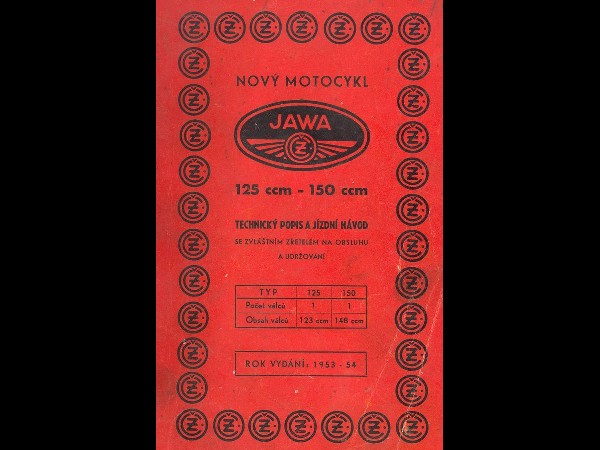 NOVÝ MOTOCYKL
JAWA
ČZ
125 ccm - 150 ccm
TECHNICKÝ POPIS A JÍZDNÍ NÁVOD
SE ZVLÁŠTNÍM ZŘETELEM NA OBSLUHU
A UDRŽOVÁNÍ
TYP 125 150
Počet válců 1 1
Obsah válců 123 ccm 148 ccm
ROK VYDÁNÍ: 1953 - 54